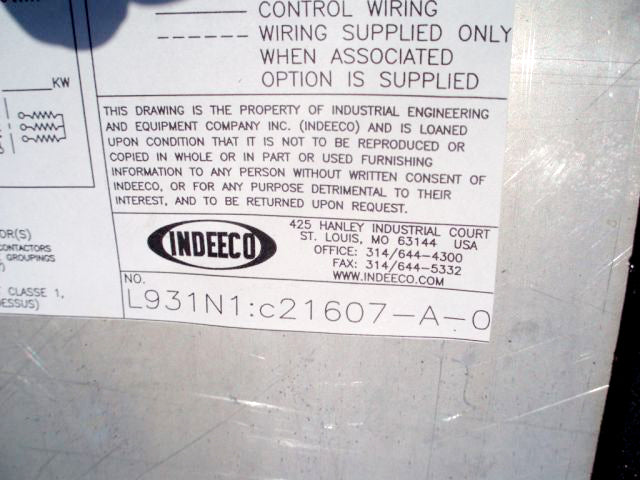 CONTROL WIRING
WIRING SUPPLIED ONLY
WHEN ASSOCIATED
OPTION IS SUPPLIED
KW
THIS DRAWING IS THE PROPERTY OF INDUSTRIAL ENGINEERING
AND EQUIPMENT COMPANY INC. (INDEECO) AND IS LOANED
UPON CONDITION THAT IT IS NOT TO BE REPRODUCED OR
COPIED IN WHOLE OR IN PART OR USED FURNISHING
INFORMATION TO ANY PERSON WITHOUT WRITTEN CONSENT OF
INDEECO, OR FOR ANY PURPOSE DETRIMENTAL TO THEIR
INTEREST, AND TO BE RETURNED UPON REQUEST.
OR(S)
CONTACTORS
GROUPINGS
E CLASSE 1,
DESSUS)
INDEECO
425 HANLEY INDUSTRIAL COURT
ST. LOUIS, MO 63144 USA
OFFICE: 314/644-4300
FAX: 314/644-5332
WWW.INDEECO.COM
NO.
L931N1:c21607-A-0